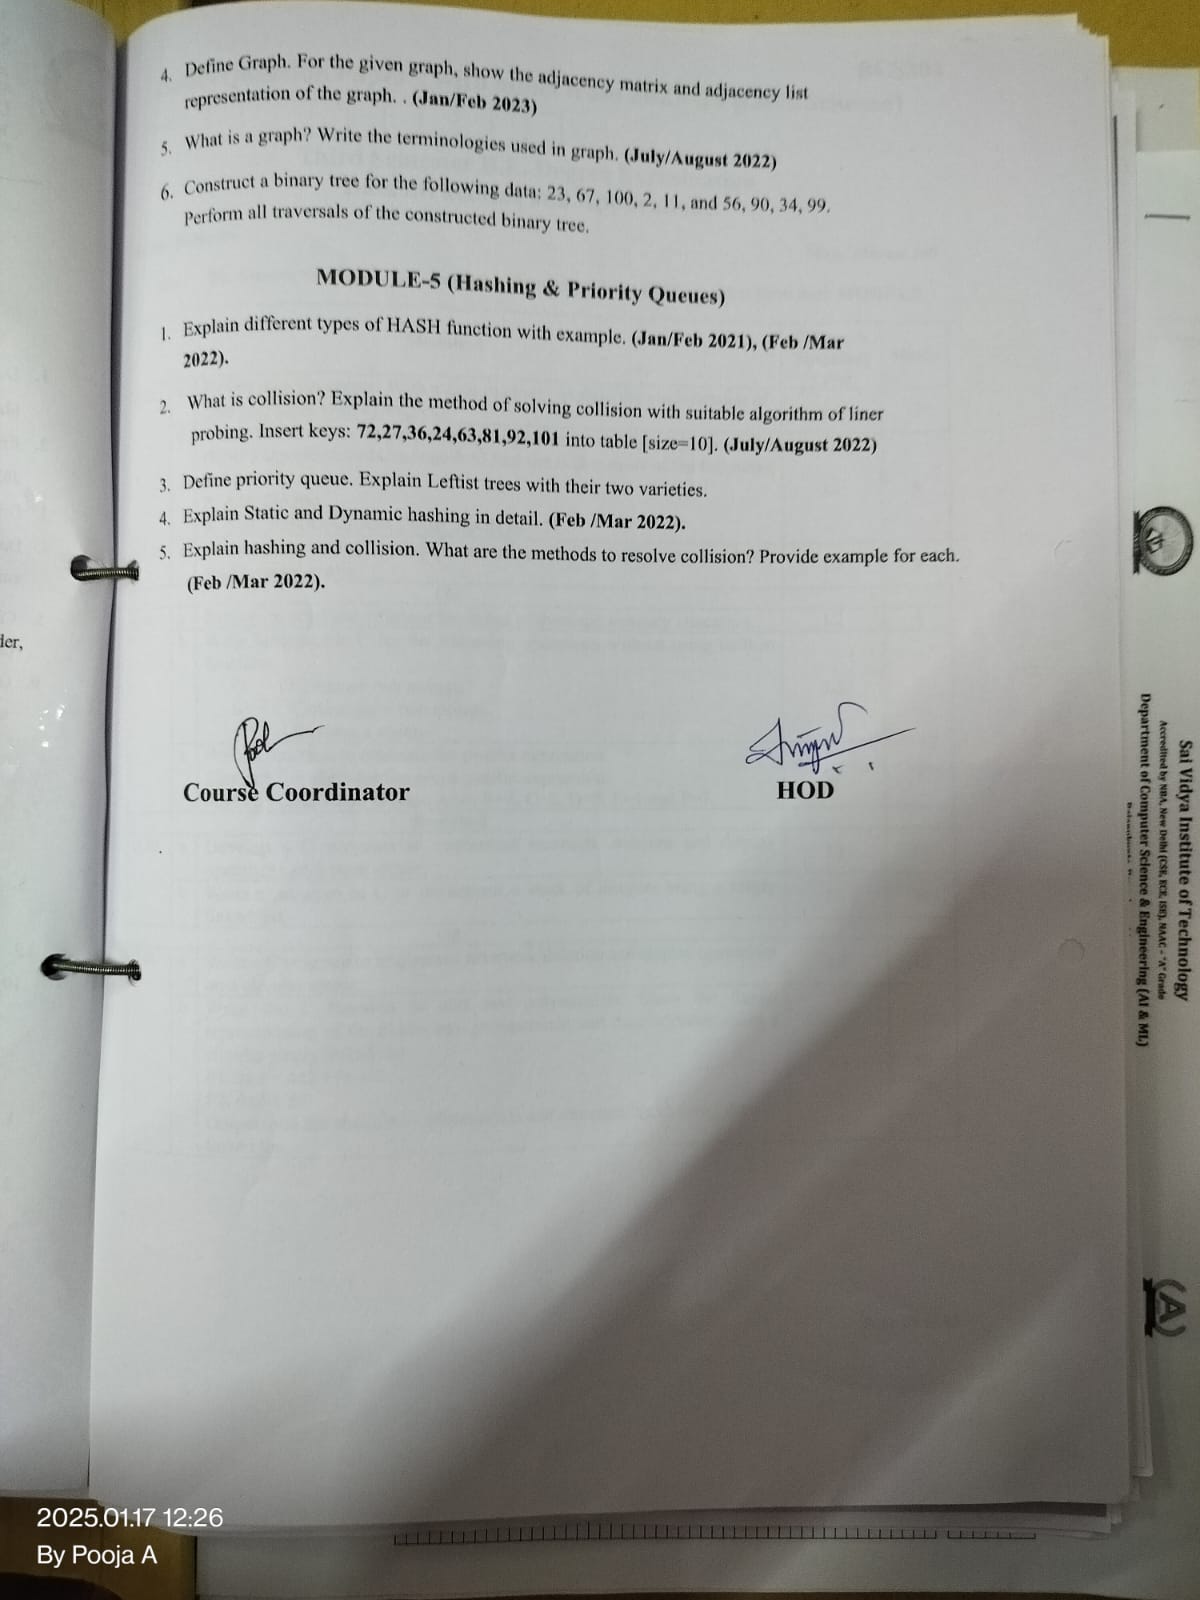 4. Define Graph. For the given graph, show the adjacency matrix and adjacency list
representation of the graph. . (Jan/Feb 2023)
5. What is a graph? Write the terminologies used in graph. (July/August 2022)
6. Construct a binary tree for the following data: 23, 67, 100, 2, 11, and 56, 90, 34, 99.
Perform all traversals of the constructed binary tree.
MODULE-5 (Hashing & Priority Queues)
1. Explain different types of HASH function with example. (Jan/Feb 2021), (Feb /Mar
2022).
2. What is collision? Explain the method of solving collision with suitable algorithm of liner
probing. Insert keys: 72,27,36,24,63,81,92,101 into table [size=10]. (July/August 2022)
3. Define priority queue. Explain Leftist trees with their two varieties.
4. Explain Static and Dynamic hashing in detail. (Feb /Mar 2022).
5. Explain hashing and collision. What are the methods to resolve collision? Provide example for each.
(Feb /Mar 2022).
Course Coordinator
HOD
der,
Sai Vidya Institute of Technology
Accredited by NBA, New Delhi (CSE, ECE, ISE), NAAC - "A" Grade
Department of Computer Science & Engineering (AI & ML)
(A)
2025.01.17 12:26
By Pooja A